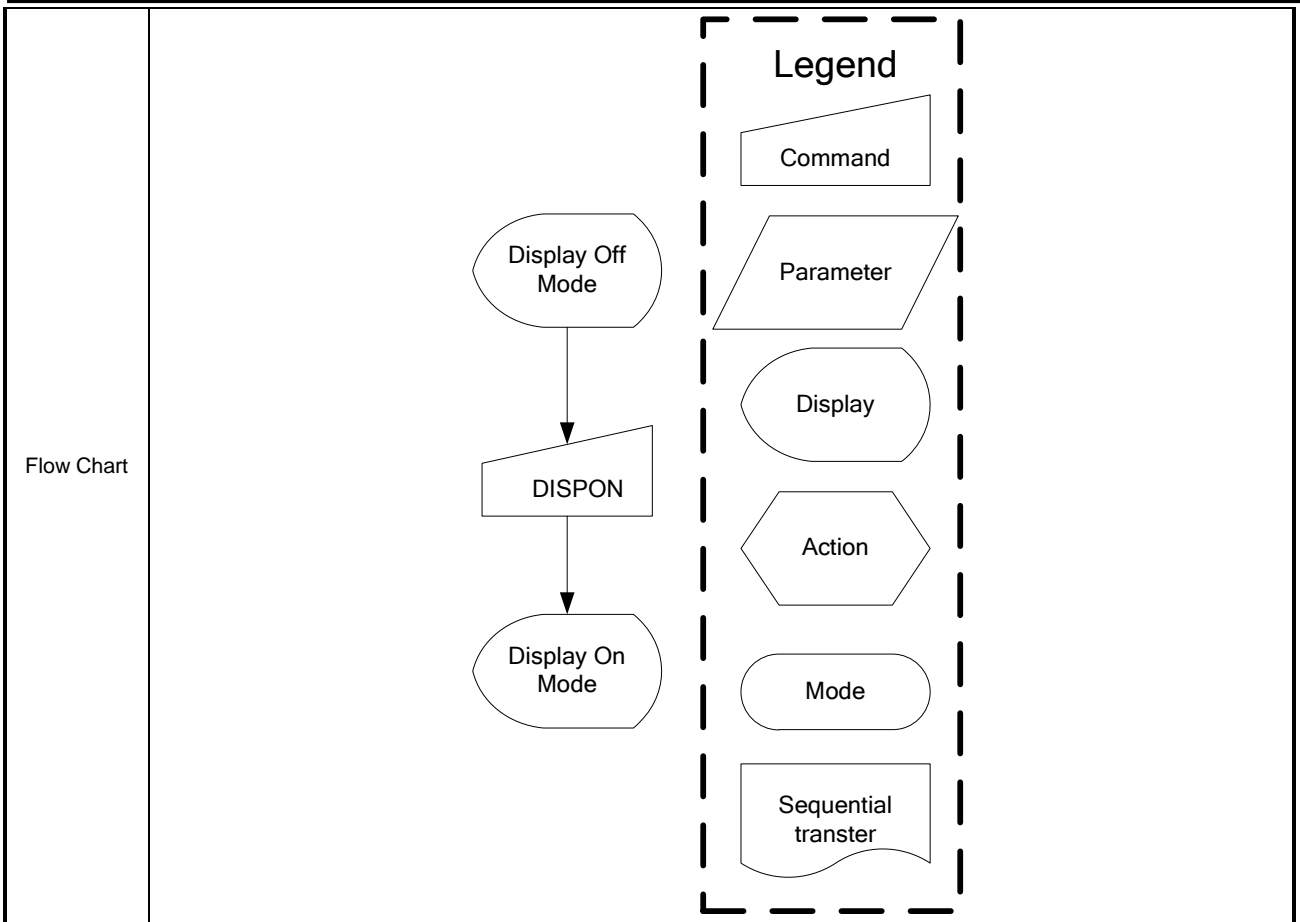 Flow Chart
Display Off
Mode
DISPON
Display On
Mode
Legend
Command
Parameter
Display
Action
Mode
Sequential
transter